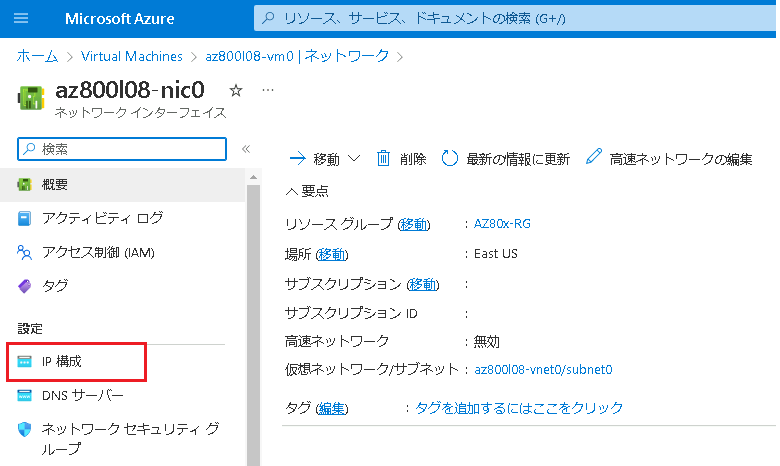 Microsoft Azure
リソース、サービス、ドキュメントの検索 (G+/)
ホーム > Virtual Machines > az800l08-vm0 | ネットワーク >
az800l08-nic0
ネットワーク インターフェイス
検索
概要
アクティビティ ログ
アクセス制御 (IAM)
タグ
設定
IP 構成
DNS サーバー
ネットワーク セキュリティ グ
ループ
移動 削除 最新の情報に更新 高速ネットワークの編集
要点
リソース グループ (移動) : AZ80x-RG
場所 (移動) : East US
サブスクリプション (移動) :
サブスクリプション ID :
高速ネットワーク : 無効
仮想ネットワーク/サブネット : az800l08-vnet0/subnet0
タグ (編集) : タグを追加するにはここをクリック